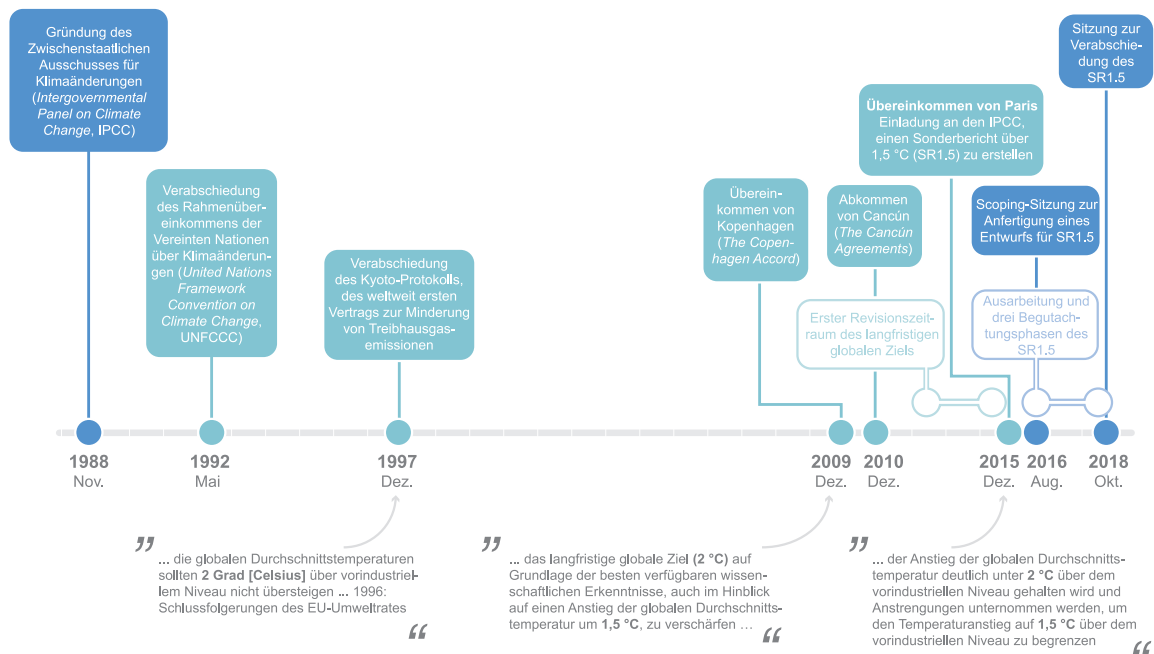 Gründung des
Zwischenstaatlichen
Ausschusses für
Klimaänderungen
(Intergovernmental
Panel on Climate
Change, IPCC)
Verabschiedung
des Rahmenüber-
einkommens der
Vereinten Nationen
über Klimaänderun-
gen (United Nations
Framework
Convention on
Climate Change,
UNFCCC)
Verabschiedung
des Kyoto-Protokolls,
des weltweit ersten
Vertrags zur Minderung
von Treibhausgas-
emissionen
Überein-
kommen von
Kopenhagen
(The Copen-
hagen Accord)
Abkommen
von Cancún
(The Cancún
Agreements)
Erster Revisionszeit-
raum des langfristigen
globalen Ziels
Übereinkommen von Paris
Einladung an den IPCC,
einen Sonderbericht über
1,5 °C (SR1.5) zu erstellen
Scoping-Sitzung zur
Anfertigung eines
Entwurfs für SR1.5
Ausarbeitung und
drei Begutach-
tungsphasen des
SR1.5
Sitzung zur
Verabschie-
dung des
SR1.5
1988
Nov.
1992
Mai
1997
Dez.
2009
Dez.
2010
Dez.
2015
Dez.
2016
Aug.
2018
Okt.
"
... die globalen Durchschnittstemperaturen
sollten 2 Grad [Celsius] über vorindustriel-
lem Niveau nicht übersteigen ... 1996:
Schlussfolgerungen des EU-Umweltrates
"
"
... das langfristige globale Ziel (2 °C) auf
Grundlage der besten verfügbaren wissen-
schaftlichen Erkenntnisse, auch im Hinblick
auf einen Anstieg der globalen Durchschnitts-
temperatur um 1,5 °C, zu verschärfen ...
"
"
... der Anstieg der globalen Durchschnitts-
temperatur deutlich unter 2 °C über dem
vorindustriellen Niveau gehalten wird und
Anstrengungen unternommen werden, um
den Temperaturanstieg auf 1,5 °C über dem
vorindustriellen Niveau zu begrenzen
"